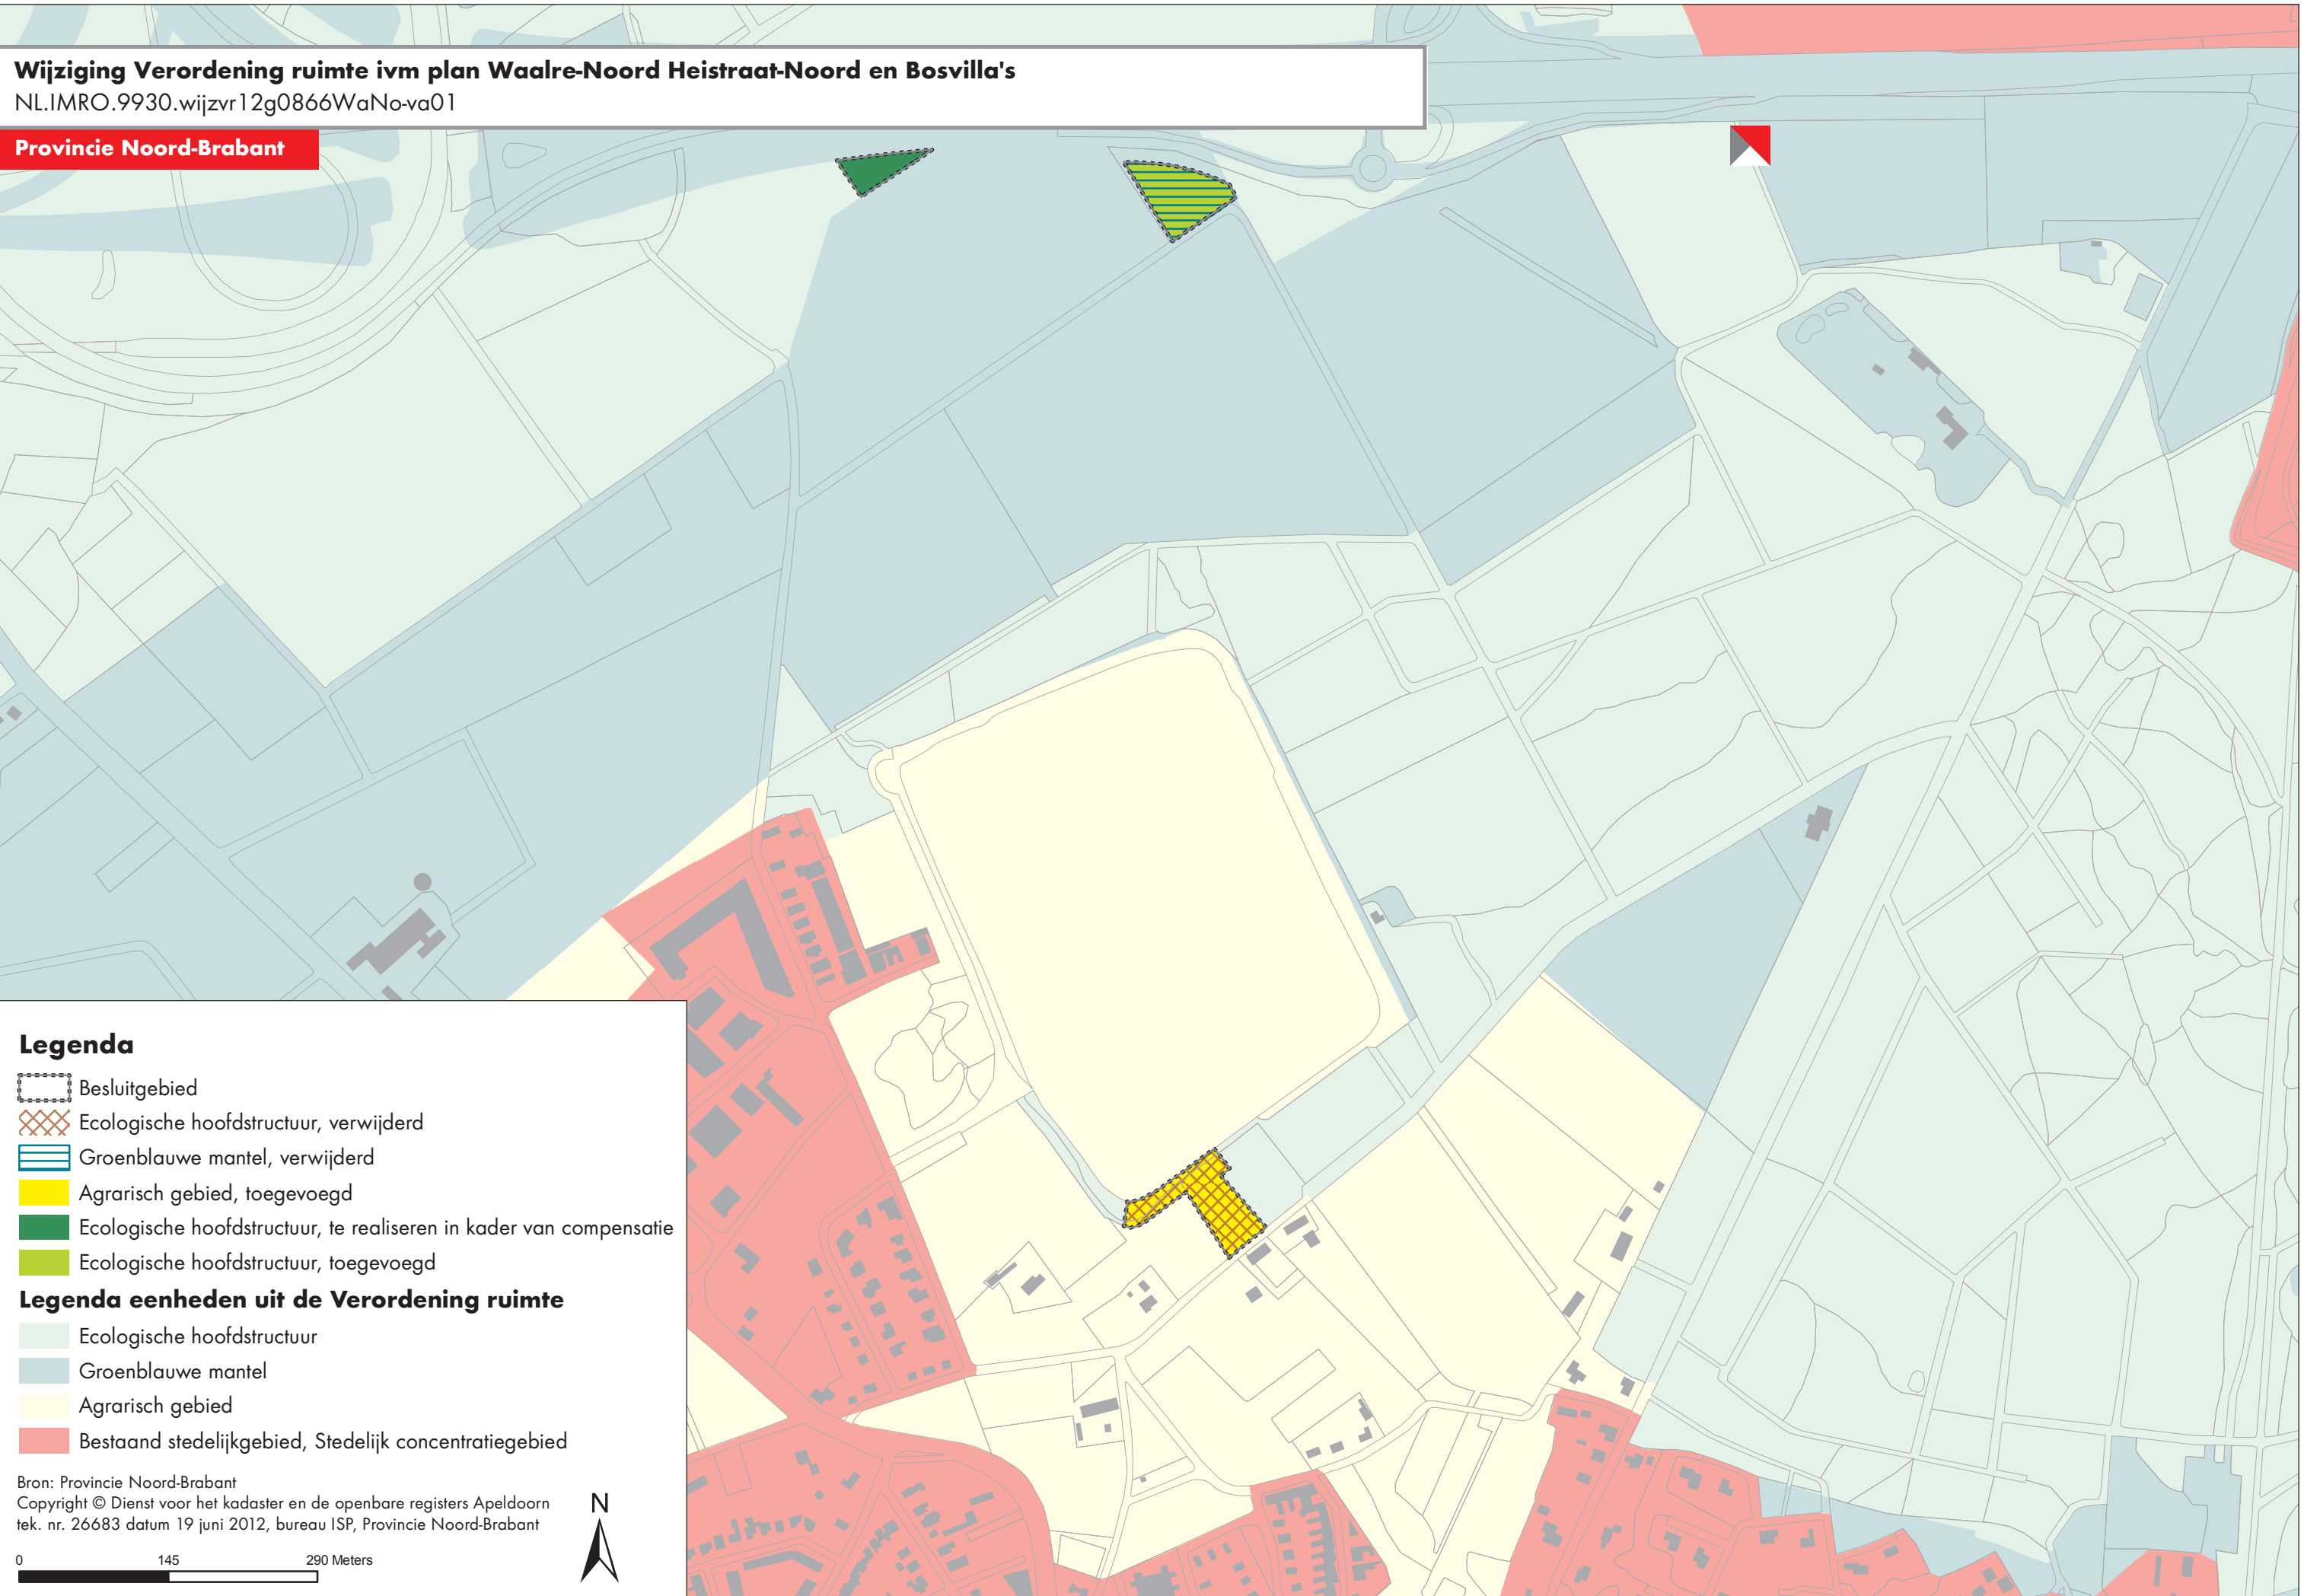 Wijziging Verordening ruimte ivm plan Waalre-Noord Heistraat-Noord en Bosvilla's
NL.IMRO.9930.wijzvr12g0866WaNo-va01
Provincie Noord-Brabant
Legenda
Besluitgebied
Ecologische hoofdstructuur, verwijderd
Groenblauwe mantel, verwijderd
Agrarisch gebied, toegevoegd
Ecologische hoofdstructuur, te realiseren in kader van compensatie
Ecologische hoofdstructuur, toegevoegd
Legenda eenheden uit de Verordening ruimte
Ecologische hoofdstructuur
Groenblauwe mantel
Agrarisch gebied
Bestaand stedelijkgebied, Stedelijk concentratiegebied
Bron: Provincie Noord-Brabant
Copyright © Dienst voor het kadaster en de openbare registers Apeldoorn
tek. nr. 26683 datum 19 juni 2012, bureau ISP, Provincie Noord-Brabant
N
0 145 290 Meters